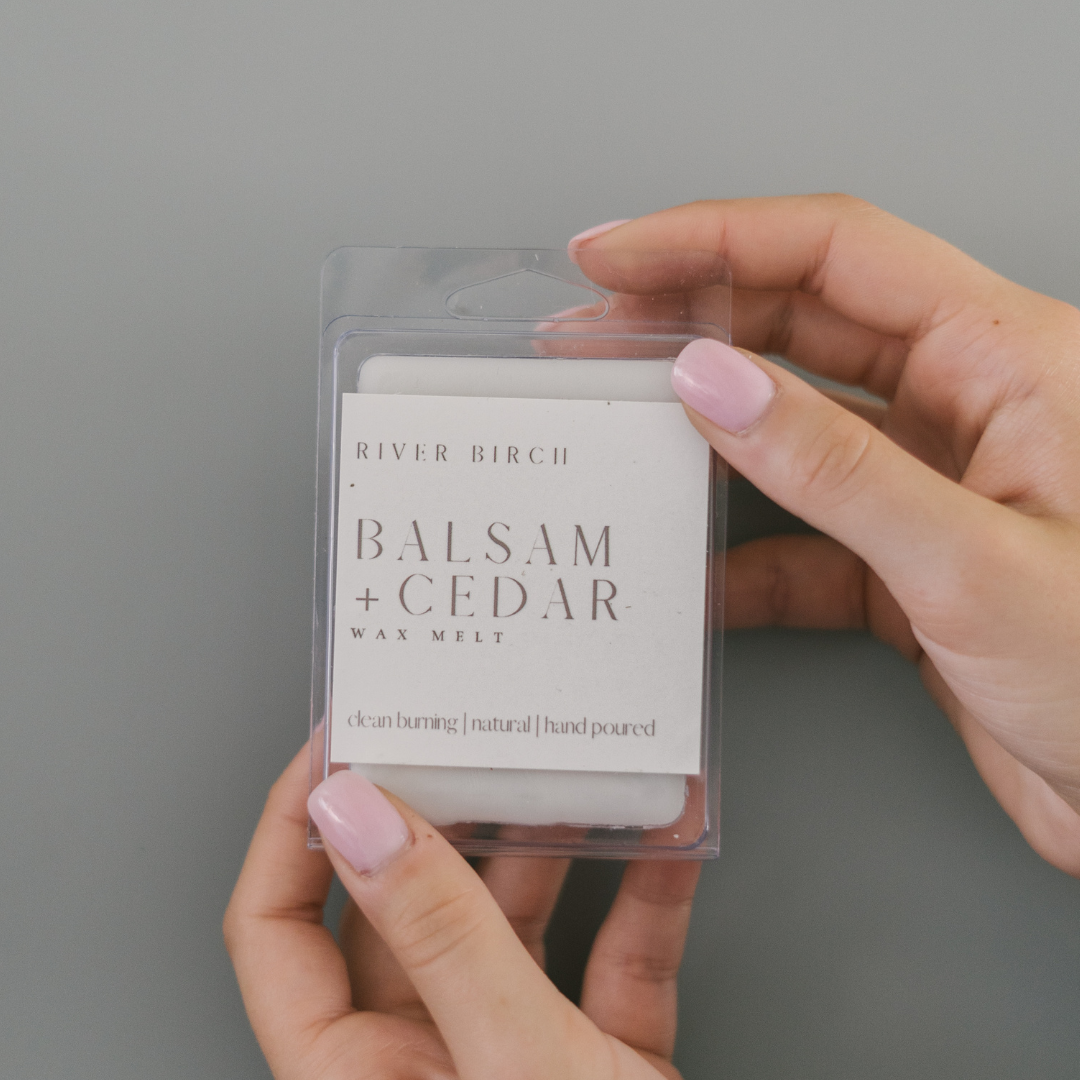 RIVER BIRCH
BALSAM
+ CEDAR
WAX MELT
clean burning | natural | hand poured